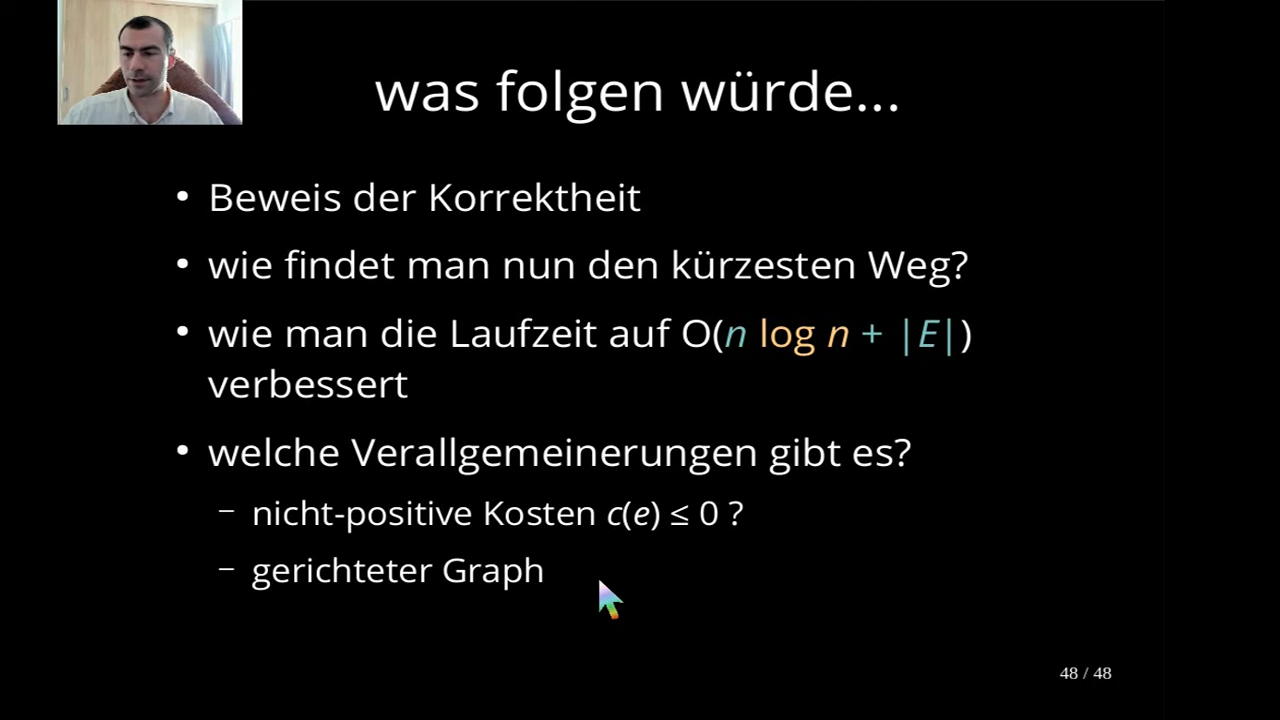 was folgen würde...
• Beweis der Korrektheit
• wie findet man nun den kürzesten Weg?
• wie man die Laufzeit auf O(n log n + |E|)
verbessert
• welche Verallgemeinerungen gibt es?
– nicht-positive Kosten c(e) ≤ 0 ?
– gerichteter Graph
48 / 48